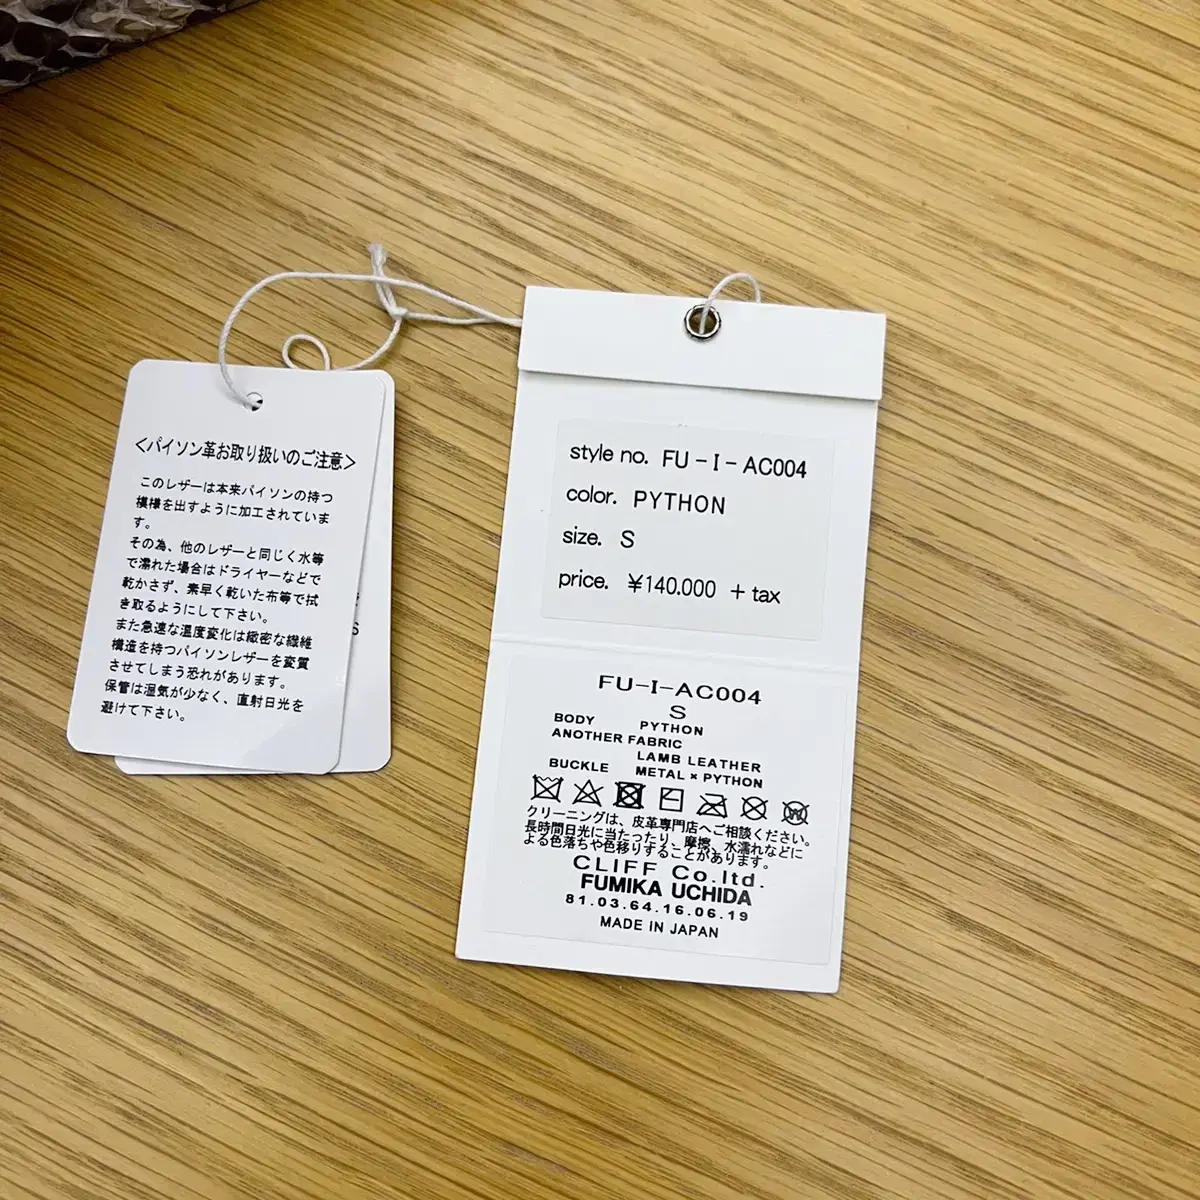 <パイソン革お取り扱いのご注意>
このレザーは本来パイソンの持つ
模様を出すように加工されていま
す。
その為、他のレザーと同じく水等
で濡れた場合はドライヤーなどで
乾かさず、素早く乾いた布等で拭
き取るようにして下さい。
また急速な温度変化は緻密な繊維
構造を持つパイソンレザーを変質
させてしまう恐れがあります。
保管は湿気が少なく、直射日光を
避けて下さい。
S
style no. FU-I-AC004
color. PYTHON
size. S
price. ¥140.000 + tax
FU-I-AC004
S
BODY PYTHON
ANOTHER FABRIC
LAMB LEATHER
BUCKLE METAL×PYTHON
クリーニングは、皮革専門店へご相談ください。
長時間日光に当たったり、摩擦、水濡れなどに
よる色落ちや色移りすることがあります。
CLIFF Co.ltd.
FUMIKA UCHIDA
81.03.64.16.06.19
MADE IN JAPAN